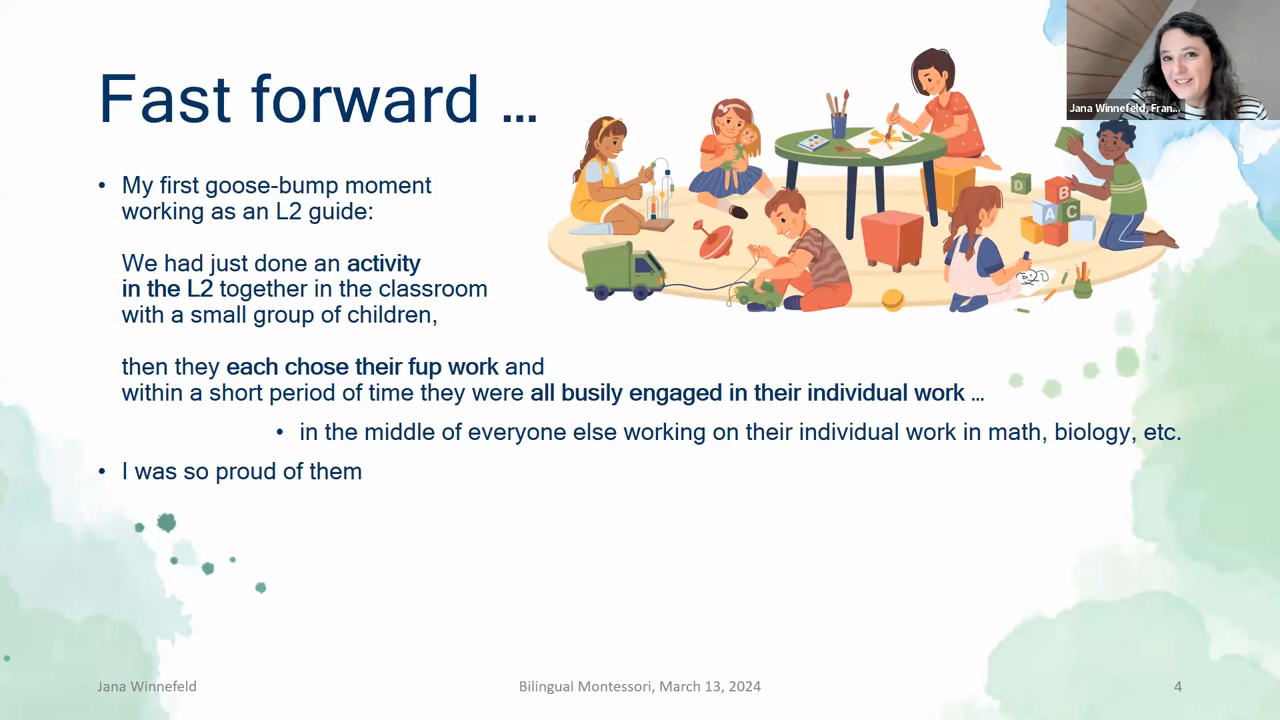 Fast forward …
Jana Winnefeld, Fran...
• My first goose-bump moment
working as an L2 guide:
We had just done an activity
in the L2 together in the classroom
with a small group of children,
then they each chose their fup work and
within a short period of time they were all busily engaged in their individual work …
• in the middle of everyone else working on their individual work in math, biology, etc.
• I was so proud of them
D
B
A
C
Jana Winnefeld
Bilingual Montessori, March 13, 2024
4